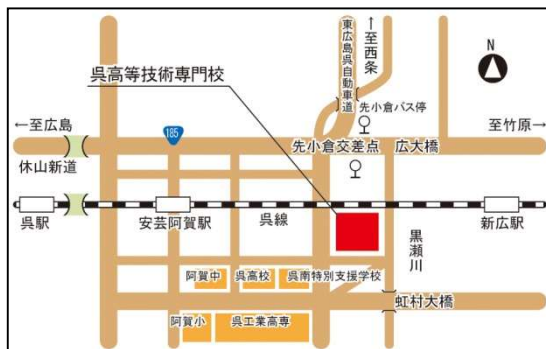 呉高等技術専門校
東広島呉自動車道
↑至西条
N
先小倉バス停
←至広島
185
至竹原→
休山新道
先小倉交差点
広大橋
呉駅
安芸阿賀駅
呉線
新広駅
黒瀬川
阿賀中
呉高校
呉南特別支援学校
虹村大橋
阿賀小
呉工業高専